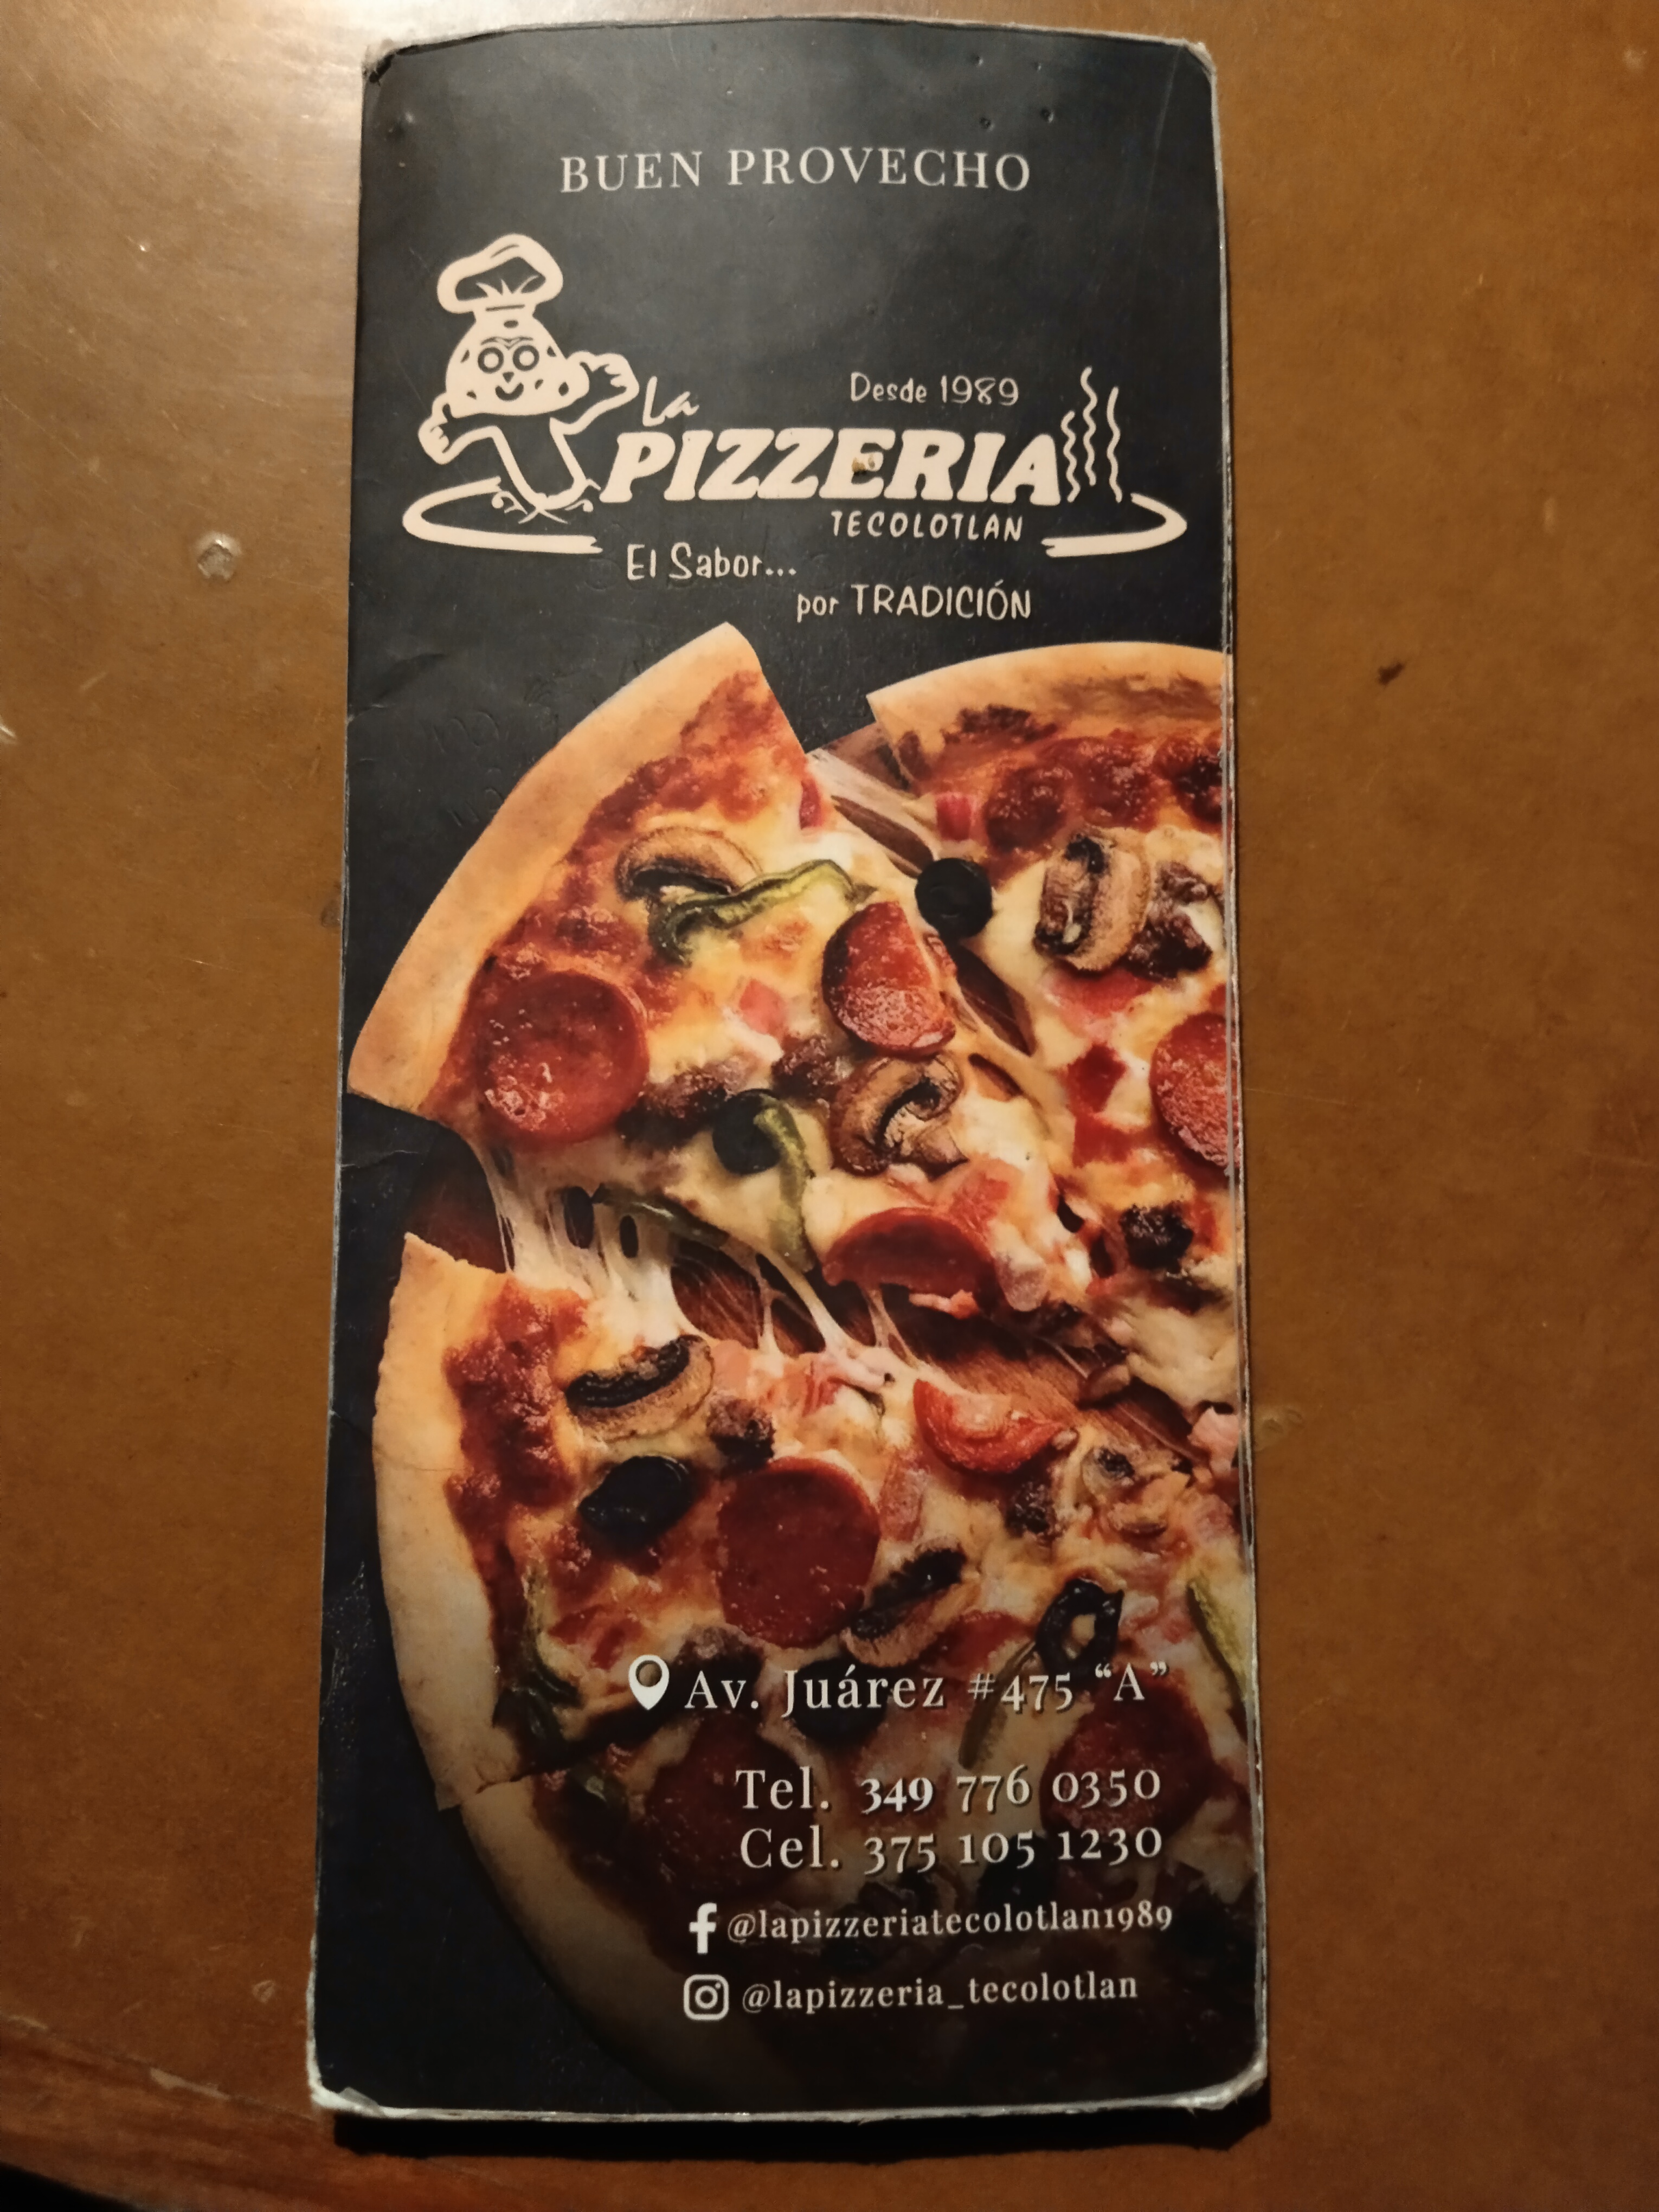 BUEN PROVECHO
La
Desde 1989
PIZZERIA
TECOLOTLAN
El Sabor...
por TRADICIÓN
Av. Juárez #475 “A”
Tel. 349 776 0350
Cel. 375 105 1230
@lapizzeriatecolotlan1989
@lapizzeria_tecolotlan